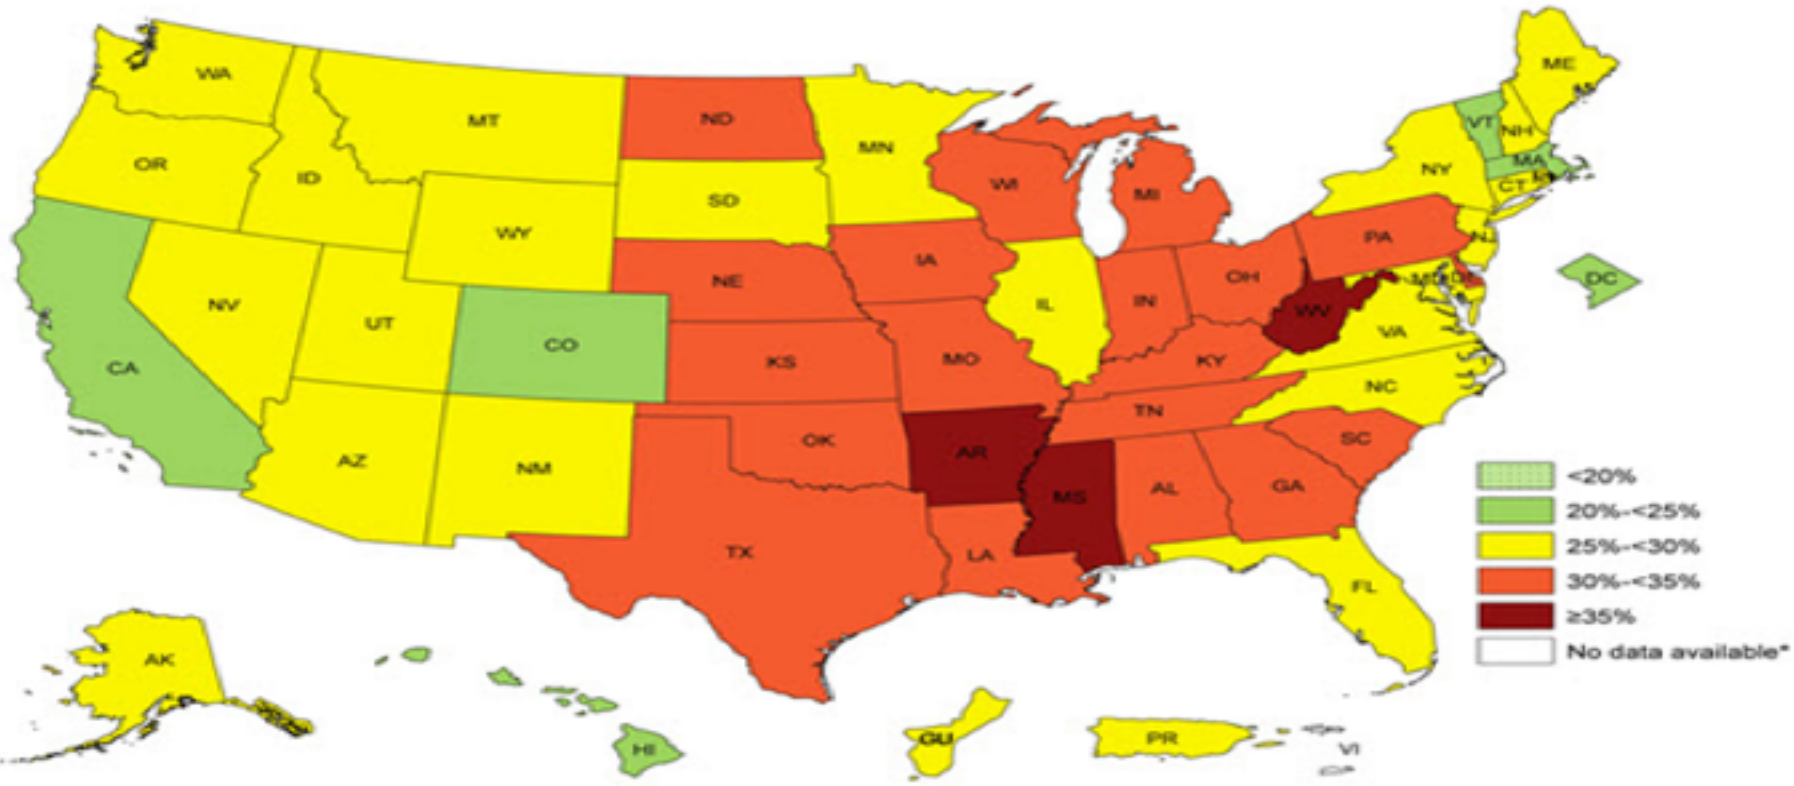 ME
WA
MT
ND
VT
NH
MN
OR
MA
NY
ID
WI
MI
CT
SD
WY
PA
NJ
IA
OH
NE
DC
NV
IN
IL
WV
UT
VA
CO
KS
MO
KY
CA
NC
TN
OK
SC
AR
AZ
NM
<20%
AL
GA
MS
20%-<25%
25%-<30%
TX
LA
30%-<35%
FL
≥35%
No data available*
AK
GU
PR
HI
VI